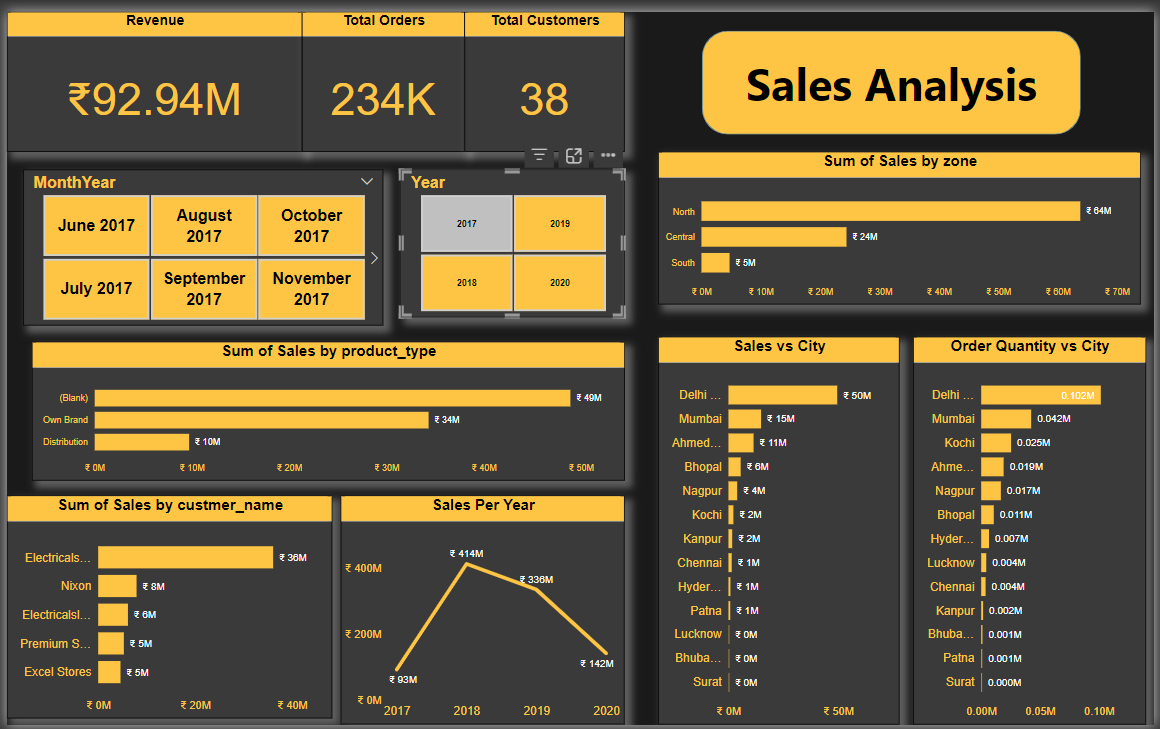 Revenue
Total Orders
Total Customers
₹92.94M
234K
38
Sales Analysis
MonthYear
June 2017
August
2017
October
2017
July 2017
September
2017
November
2017
Year
2017
2019
2018
2020
Sum of Sales by zone
North ₹ 64M
Central ₹ 24M
South ₹ 5M
₹ 0M ₹ 10M ₹ 20M ₹ 30M ₹ 40M ₹ 50M ₹ 60M ₹ 70M
Sum of Sales by product_type
(Blank) ₹ 49M
Own Brand ₹ 34M
Distribution ₹ 10M
₹ 0M ₹ 10M ₹ 20M ₹ 30M ₹ 40M ₹ 50M
Sum of Sales by custmer_name
Electricals... ₹ 36M
Nixon ₹ 8M
Electricalsl... ₹ 6M
Premium S... ₹ 5M
Excel Stores ₹ 5M
₹ 0M ₹ 20M ₹ 40M
Sales Per Year
₹ 414M
₹ 400M
₹ 336M
₹ 200M
₹ 142M
₹ 93M
₹ 0M
2017 2018 2019 2020
Sales vs City
Delhi ... ₹ 50M
Mumbai ₹ 15M
Ahmed... ₹ 11M
Bhopal ₹ 6M
Nagpur ₹ 4M
Kochi ₹ 2M
Kanpur ₹ 2M
Chennai ₹ 1M
Hyder... ₹ 1M
Patna ₹ 1M
Lucknow ₹ 0M
Bhuba... ₹ 0M
Surat ₹ 0M
₹ 0M ₹ 50M
Order Quantity vs City
Delhi ... 0.102M
Mumbai 0.042M
Kochi 0.025M
Ahme... 0.019M
Nagpur 0.017M
Bhopal 0.011M
Hyder... 0.007M
Lucknow 0.004M
Chennai 0.004M
Kanpur 0.002M
Bhuba... 0.001M
Patna 0.001M
Surat 0.000M
0.00M 0.05M 0.10M